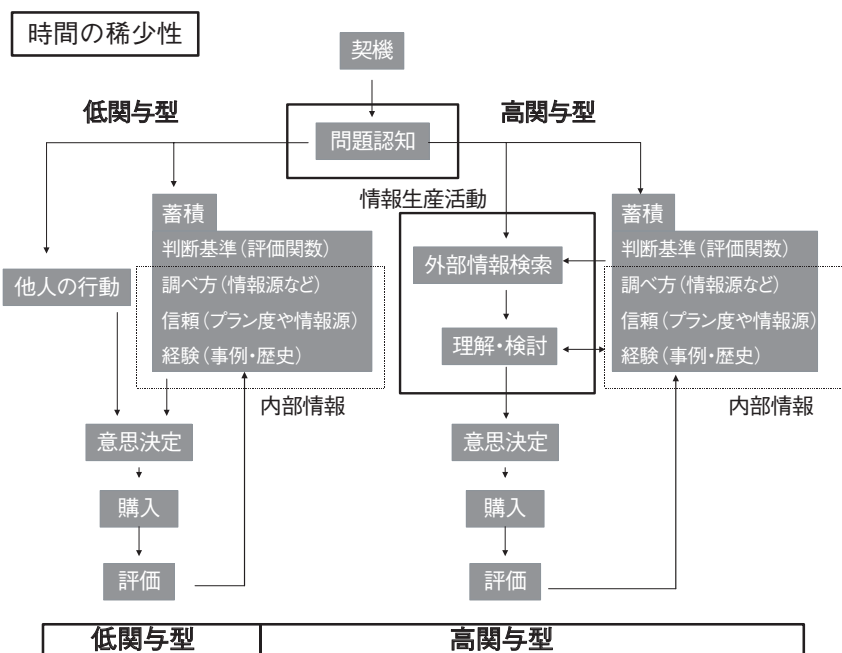 時間の稀少性
契機
低関与型
高関与型
問題認知
情報生産活動
蓄積
判断基準（評価関数）
調べ方（情報源など）
信頼（プラン度や情報源）
経験（事例・歴史）
他人の行動
内部情報
意思決定
購入
評価
外部情報検索
理解・検討
蓄積
判断基準（評価関数）
調べ方（情報源など）
信頼（プラン度や情報源）
経験（事例・歴史）
内部情報
意思決定
購入
評価
低関与型
高関与型